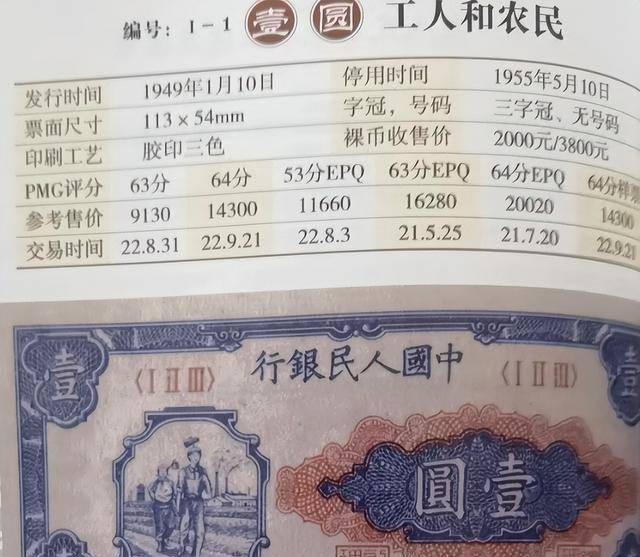 编号：I-1 壹 圆 工人和农民
发行时间 1949年1月10日 停用时间 1955年5月10日
票面尺寸 113×54mm 字冠，号码 三字冠、无号码
印刷工艺 胶印三色 裸币收售价 2000元/3800元
PMG评分 63分 64分 53分EPQ 63分EPQ 64分EPQ 64分样票
参考售价 9130 14300 11660 16280 20020 14300
交易时间 22.8.31 22.9.21 22.8.3 21.5.25 21.7.20 22.9.21
壹 行銀民人國中 壹
〈III II I〉 〈I II III〉
圓壹
壹